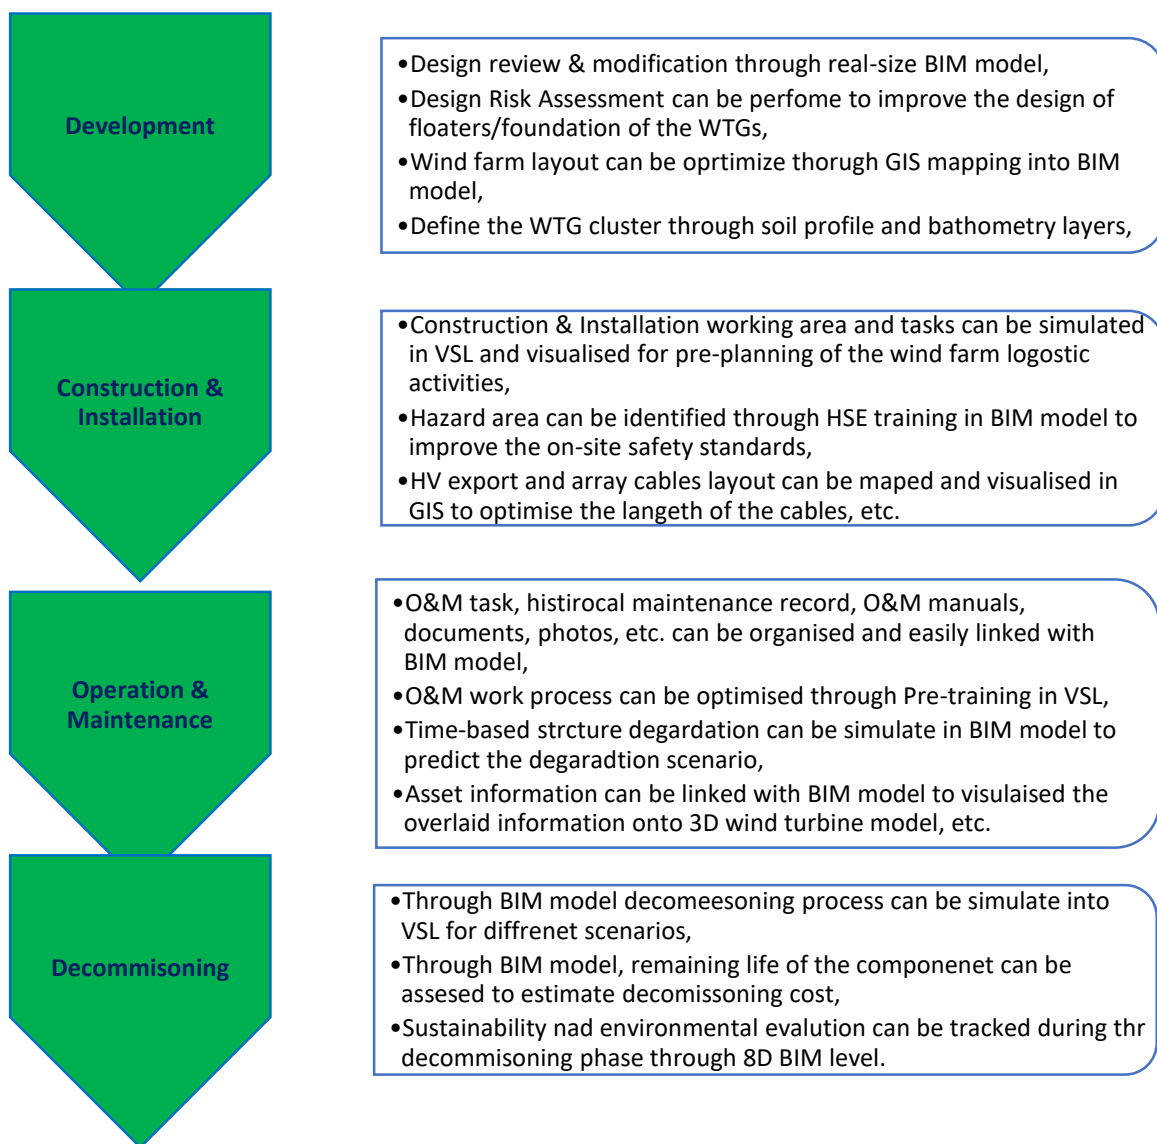 Development
•Design review & modification through real-size BIM model,
•Design Risk Assessment can be perfome to improve the design of
floaters/foundation of the WTGs,
•Wind farm layout can be oprtimize thorugh GIS mapping into BIM
model,
•Define the WTG cluster through soil profile and bathometry layers,
Construction &
Installation
•Construction & Installation working area and tasks can be simulated
in VSL and visualised for pre-planning of the wind farm logostic
activities,
•Hazard area can be identified through HSE training in BIM model to
improve the on-site safety standards,
•HV export and array cables layout can be maped and visualised in
GIS to optimise the langeth of the cables, etc.
Operation &
Maintenance
•O&M task, histirocal maintenance record, O&M manuals,
documents, photos, etc. can be organised and easily linked with
BIM model,
•O&M work process can be optimised through Pre-training in VSL,
•Time-based strcture degardation can be simulate in BIM model to
predict the degaradtion scenario,
•Asset information can be linked with BIM model to visulaised the
overlaid information onto 3D wind turbine model, etc.
Decommisoning
•Through BIM model decomeesoning process can be simulate into
VSL for diffrenet scenarios,
•Through BIM model, remaining life of the componenet can be
assesed to estimate decomissoning cost,
•Sustainability nad environmental evalution can be tracked during thr
decommisoning phase through 8D BIM level.